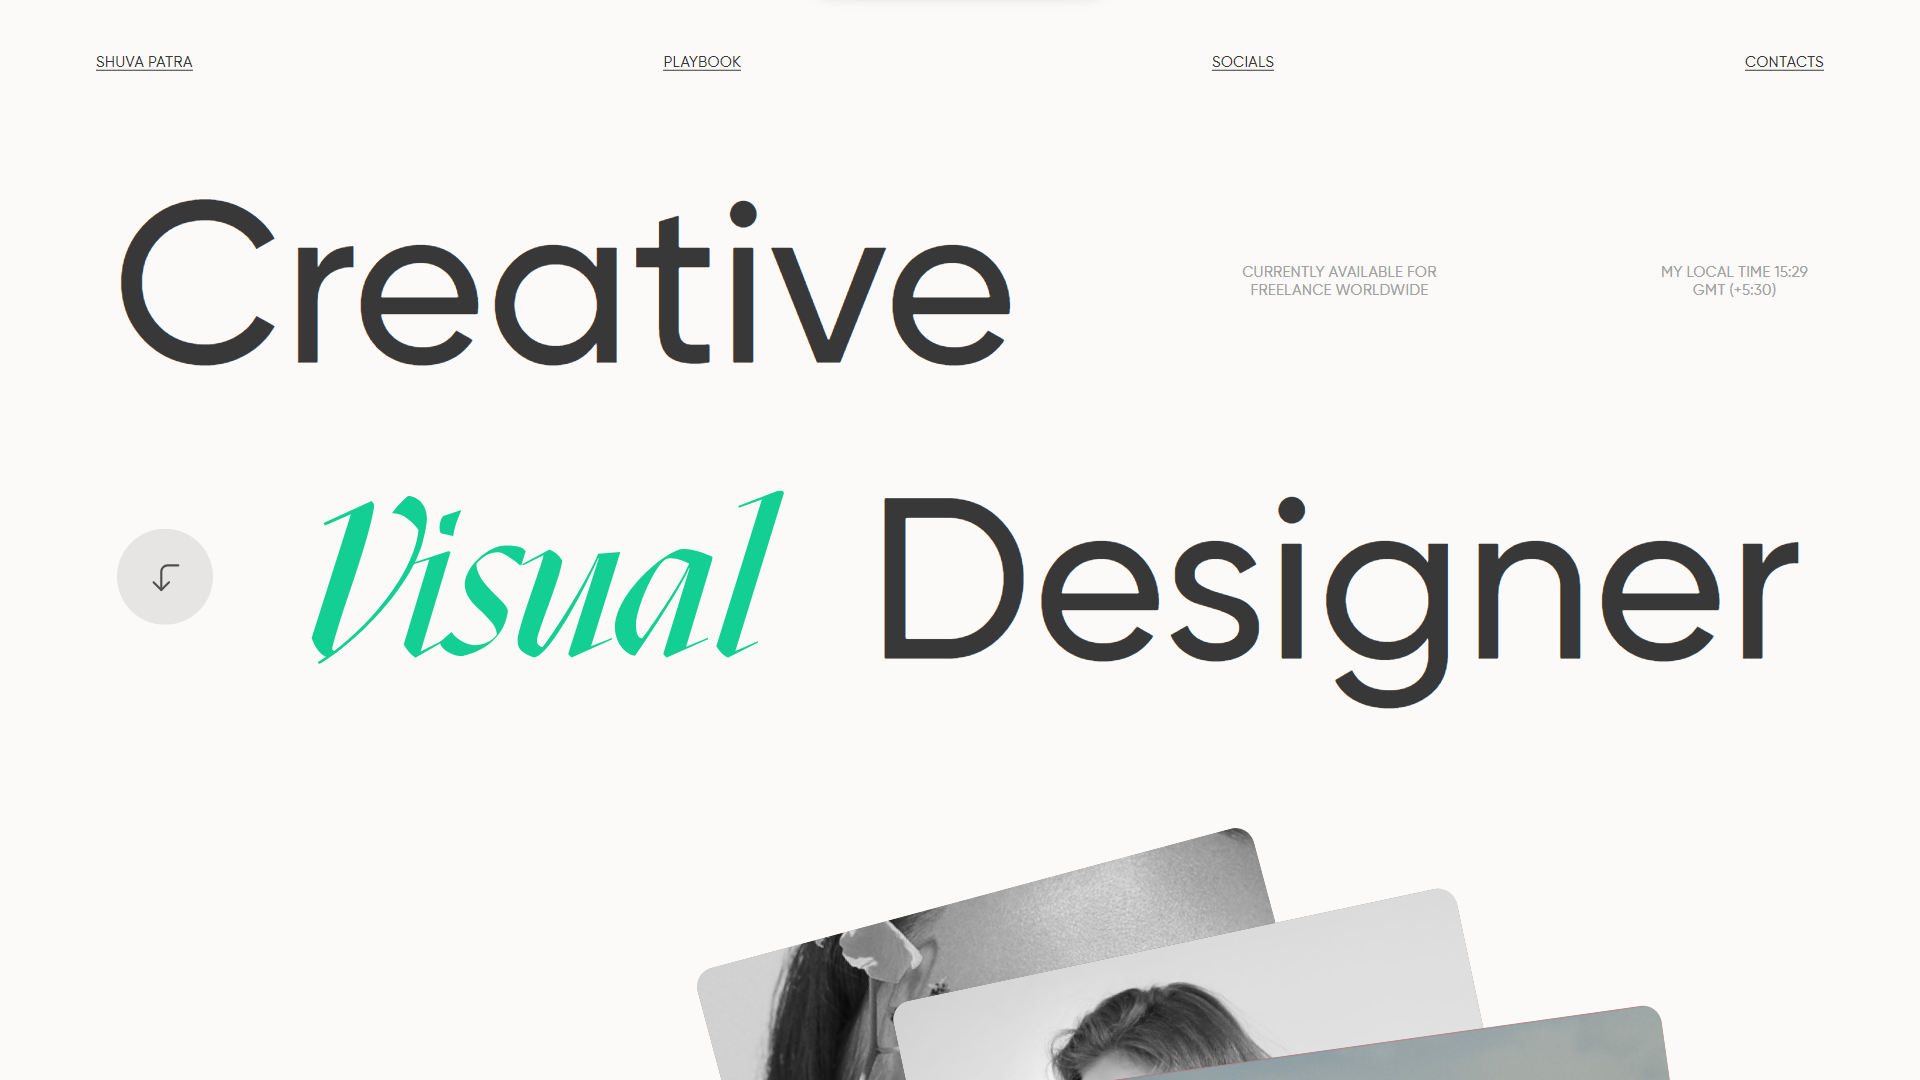 SHUVA PATRA
PLAYBOOK
SOCIALS
CONTACTS
Creative
CURRENTLY AVAILABLE FOR
FREELANCE WORLDWIDE
MY LOCAL TIME 15:29
GMT (+5:30)
Visual Designer